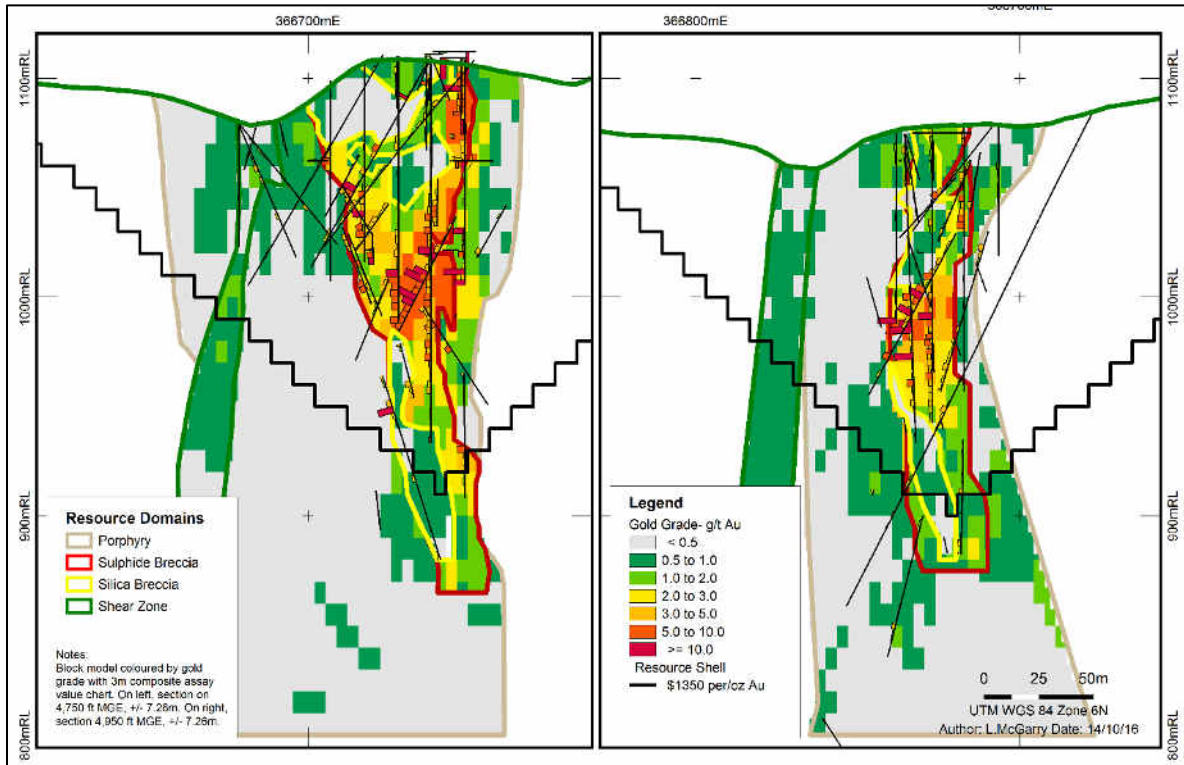 366700mE
366800mE
1100mRL
1000mRL
900mRL
800mRL
Resource Domains
Porphyry
Sulphide Breccia
Silica Breccia
Shear Zone
Notes:
Block model coloured by gold
grade with 3m composite assay
value chart. On left, section on
4,750 ft MGE, +/- 7.26m. On right,
section 4,950 ft MGE, +/- 7.26m.
1100mRL
1000mRL
900mRL
800mRL
Legend
Gold Grade- g/t Au
< 0.5
0.5 to 1.0
1.0 to 2.0
2.0 to 3.0
3.0 to 5.0
5.0 to 10.0
>= 10.0
Resource Shell
$1350 per/oz Au
0 25 50m
UTM WGS 84 Zone 6N
Author: L.McGarry Date: 14/10/16